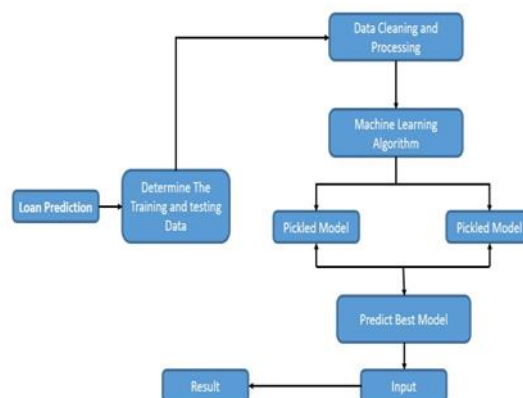 Data Cleaning and
Processing
Machine Learning
Algorithm
Loan Prediction
Determine The
Training and testing
Data
Pickled Model
Pickled Model
Predict Best Model
Result
Input